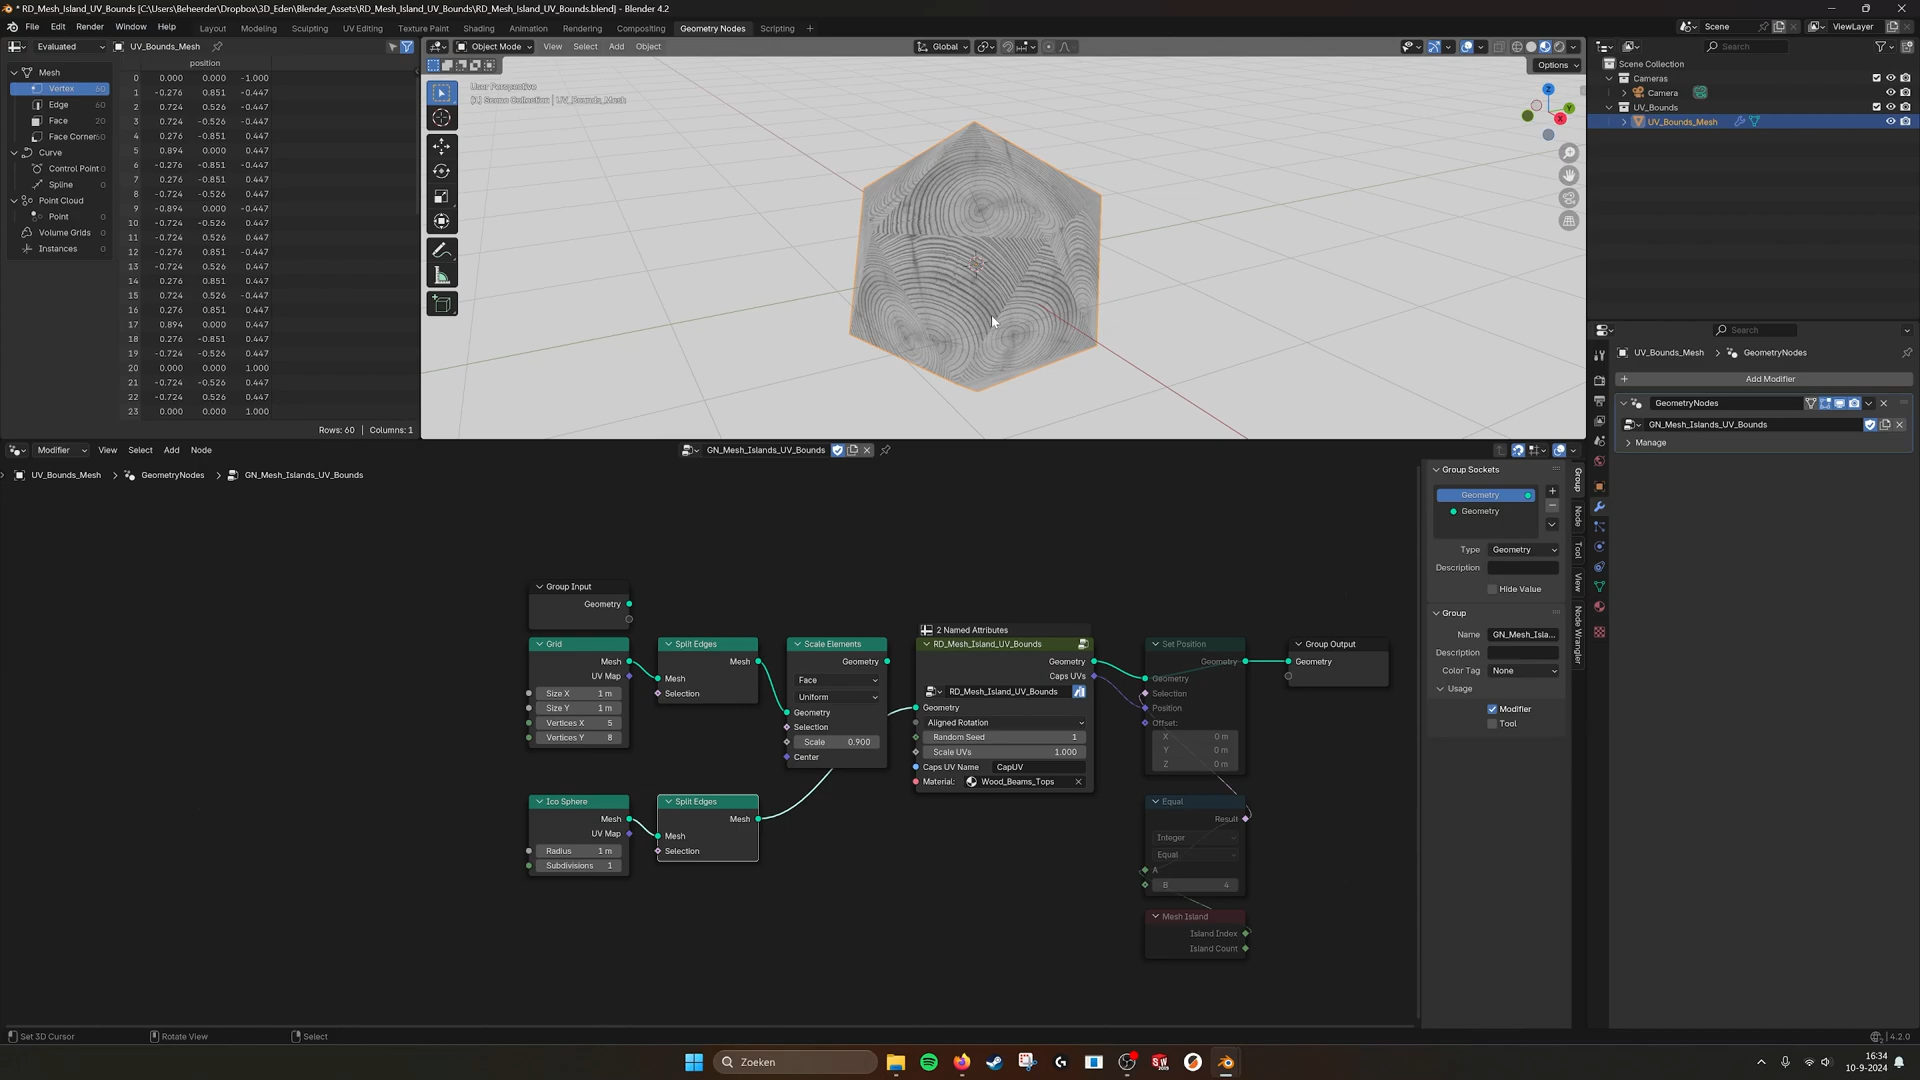 * RD_Mesh_Island_UV_Bounds [C:\Users\Beheerder\Dropbox\3D_Eden\Blender_Assets\RD_Mesh_Island_UV_Bounds\RD_Mesh_Island_UV_Bounds.blend] - Blender 4.2
File Edit Render Window Help Layout Modeling Sculpting UV Editing Texture Paint Shading Animation Rendering Compositing Geometry Nodes Scripting + Scene ViewLayer
Evaluated UV_Bounds_Mesh
position
Mesh
Vertex 60
Edge 60
Face 20
Face Corner 60
Curve
Control Point 0
Spline 0
Point Cloud 0
Point 0
Volume Grids 0
Instances 0
0 0.000 0.000 -1.000
1 -0.276 0.851 -0.447
2 0.724 0.526 -0.447
3 0.724 0.526 -0.447
4 0.276 -0.851 0.447
5 0.894 0.000 0.447
6 -0.276 -0.851 -0.447
7 0.276 -0.851 0.447
8 -0.724 -0.526 -0.447
9 -0.894 0.000 -0.447
10 -0.724 0.526 -0.447
11 -0.724 0.526 -0.447
12 -0.276 0.851 -0.447
13 -0.724 0.526 -0.447
14 0.276 0.851 0.447
15 0.724 0.526 -0.447
16 0.276 0.851 0.447
17 0.894 0.000 0.447
18 0.276 -0.851 0.447
19 -0.724 -0.526 0.447
20 0.000 0.000 1.000
21 -0.724 -0.526 0.447
22 -0.724 0.526 0.447
23 0.000 0.000 1.000
Rows: 60 | Columns: 1
Object Mode View Select Add Object Global
Options
User Perspective
(1) Scene Collection | UV_Bounds_Mesh
Z
Y
X
Search
Scene Collection
Cameras
Camera
UV_Bounds
UV_Bounds_Mesh
Search
UV_Bounds_Mesh > GeometryNodes
+ Add Modifier
GeometryNodes
GN_Mesh_Islands_UV_Bounds
Manage
Modifier View Select Add Node GN_Mesh_Islands_UV_Bounds
UV_Bounds_Mesh > GeometryNodes > GN_Mesh_Islands_UV_Bounds
Group Input
Geometry
Grid
Mesh
UV Map
Size X 1 m
Size Y 1 m
Vertices X 5
Vertices Y 8
Split Edges
Mesh
Mesh
Selection
Scale Elements
Geometry
Face
Uniform
Geometry
Selection
Scale 0.900
Center
2 Named Attributes
RD_Mesh_Island_UV_Bounds
Geometry
Caps UVs
RD_Mesh_Island_UV_Bounds
Geometry
Aligned Rotation
Random Seed 1
Scale UVs 1.000
Caps UV Name CapUV
Material: Wood_Beams_Tops
Set Position
Geometry
Geometry
Selection
Position
Offset:
X 0 m
Y 0 m
Z 0 m
Group Output
Geometry
Ico Sphere
Mesh
UV Map
Radius 1 m
Subdivisions 1
Split Edges
Mesh
Mesh
Selection
Equal
Result
Integer
Equal
A
B 4
Mesh Island
Island Index
Island Count
Group Sockets
Geometry
Geometry
Type Geometry
Description
Hide Value
Group
Name GN_Mesh_Isla...
Description
Color Tag None
Usage
Modifier
Tool
Group
Node
Tool
View
Node Wrangler
Set 3D Cursor Rotate View Select 4.2.0
Zoeken
16:34
10-9-2024